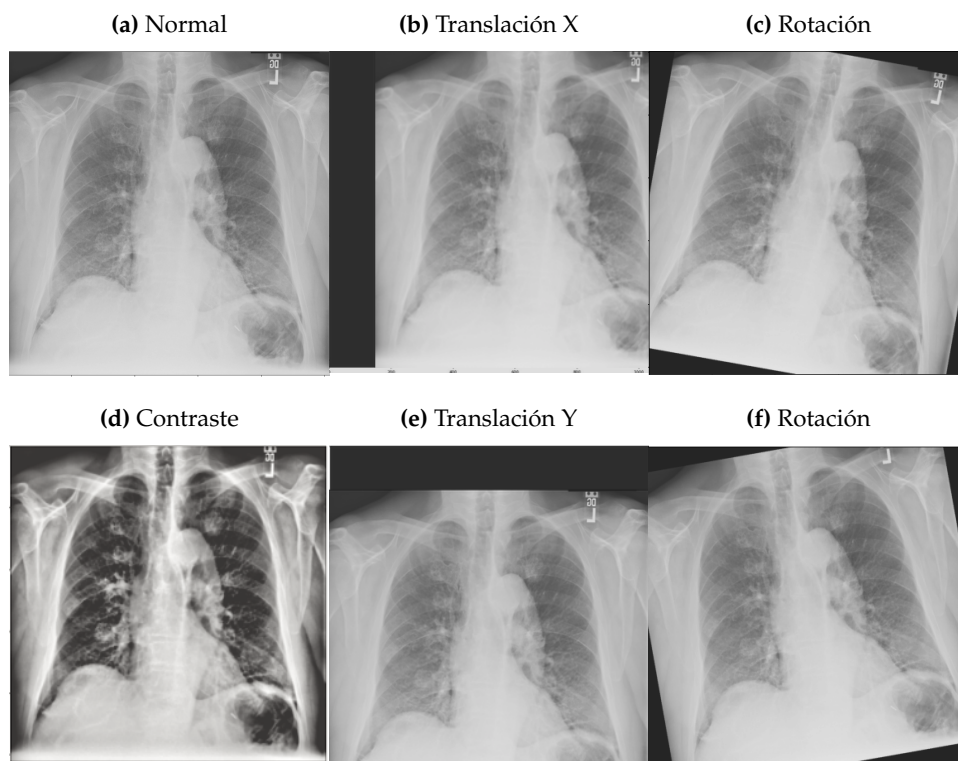 (a) Normal
(b) Translación X
(c) Rotación
(d) Contraste
(e) Translación Y
(f) Rotación